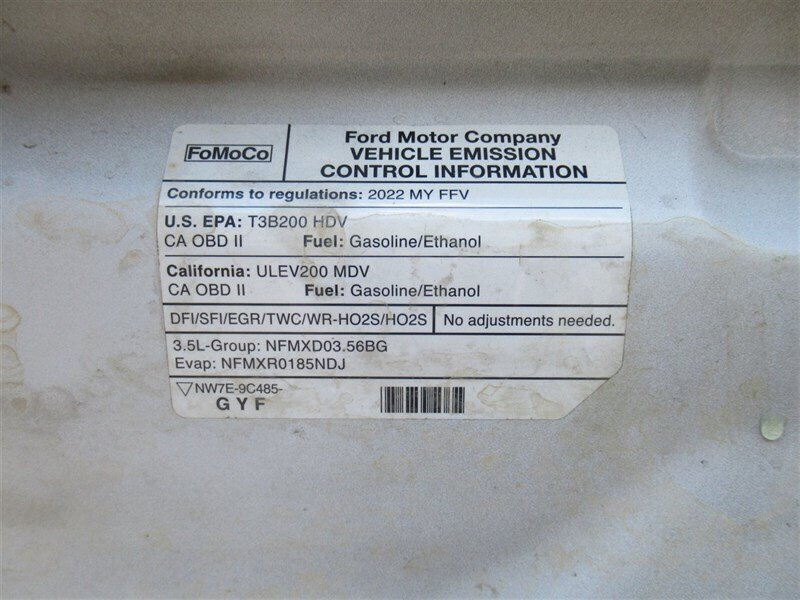 FoMoCo
Ford Motor Company
VEHICLE EMISSION
CONTROL INFORMATION
Conforms to regulations: 2022 MY FFV
U.S. EPA: T3B200 HDV
CA OBD II Fuel: Gasoline/Ethanol
California: ULEV200 MDV
CA OBD II Fuel: Gasoline/Ethanol
DFI/SFI/EGR/TWC/WR-HO2S/HO2S No adjustments needed.
3.5L-Group: NFMXD03.56BG
Evap: NFMXR0185NDJ
NW7E-9C485-
GYF